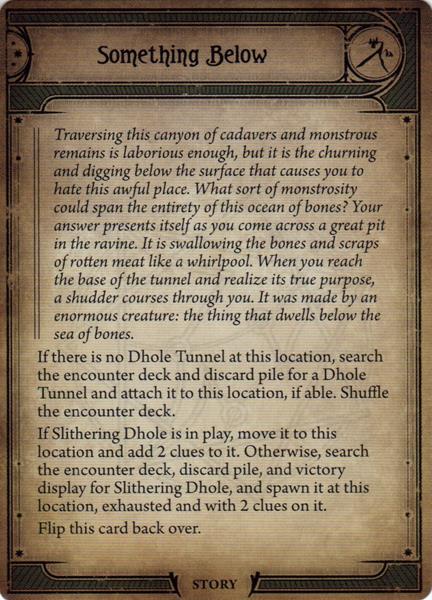 Something Below
Traversing this canyon of cadavers and monstrous
remains is laborious enough, but it is the churning
and digging below the surface that causes you to
hate this awful place. What sort of monstrosity
could span the entirety of this ocean of bones? Your
answer presents itself as you come across a great pit
in the ravine. It is swallowing the bones and scraps
of rotten meat like a whirlpool. When you reach
the base of the tunnel and realize its true purpose,
a shudder courses through you. It was made by an
enormous creature: the thing that dwells below the
sea of bones.
If there is no Dhole Tunnel at this location, search
the encounter deck and discard pile for a Dhole
Tunnel and attach it to this location, if able. Shuffle
the encounter deck.
If Slithering Dhole is in play, move it to this
location and add 2 clues to it. Otherwise, search
the encounter deck, discard pile, and victory
display for Slithering Dhole, and spawn it at this
location, exhausted and with 2 clues on it.
Flip this card back over.
STORY